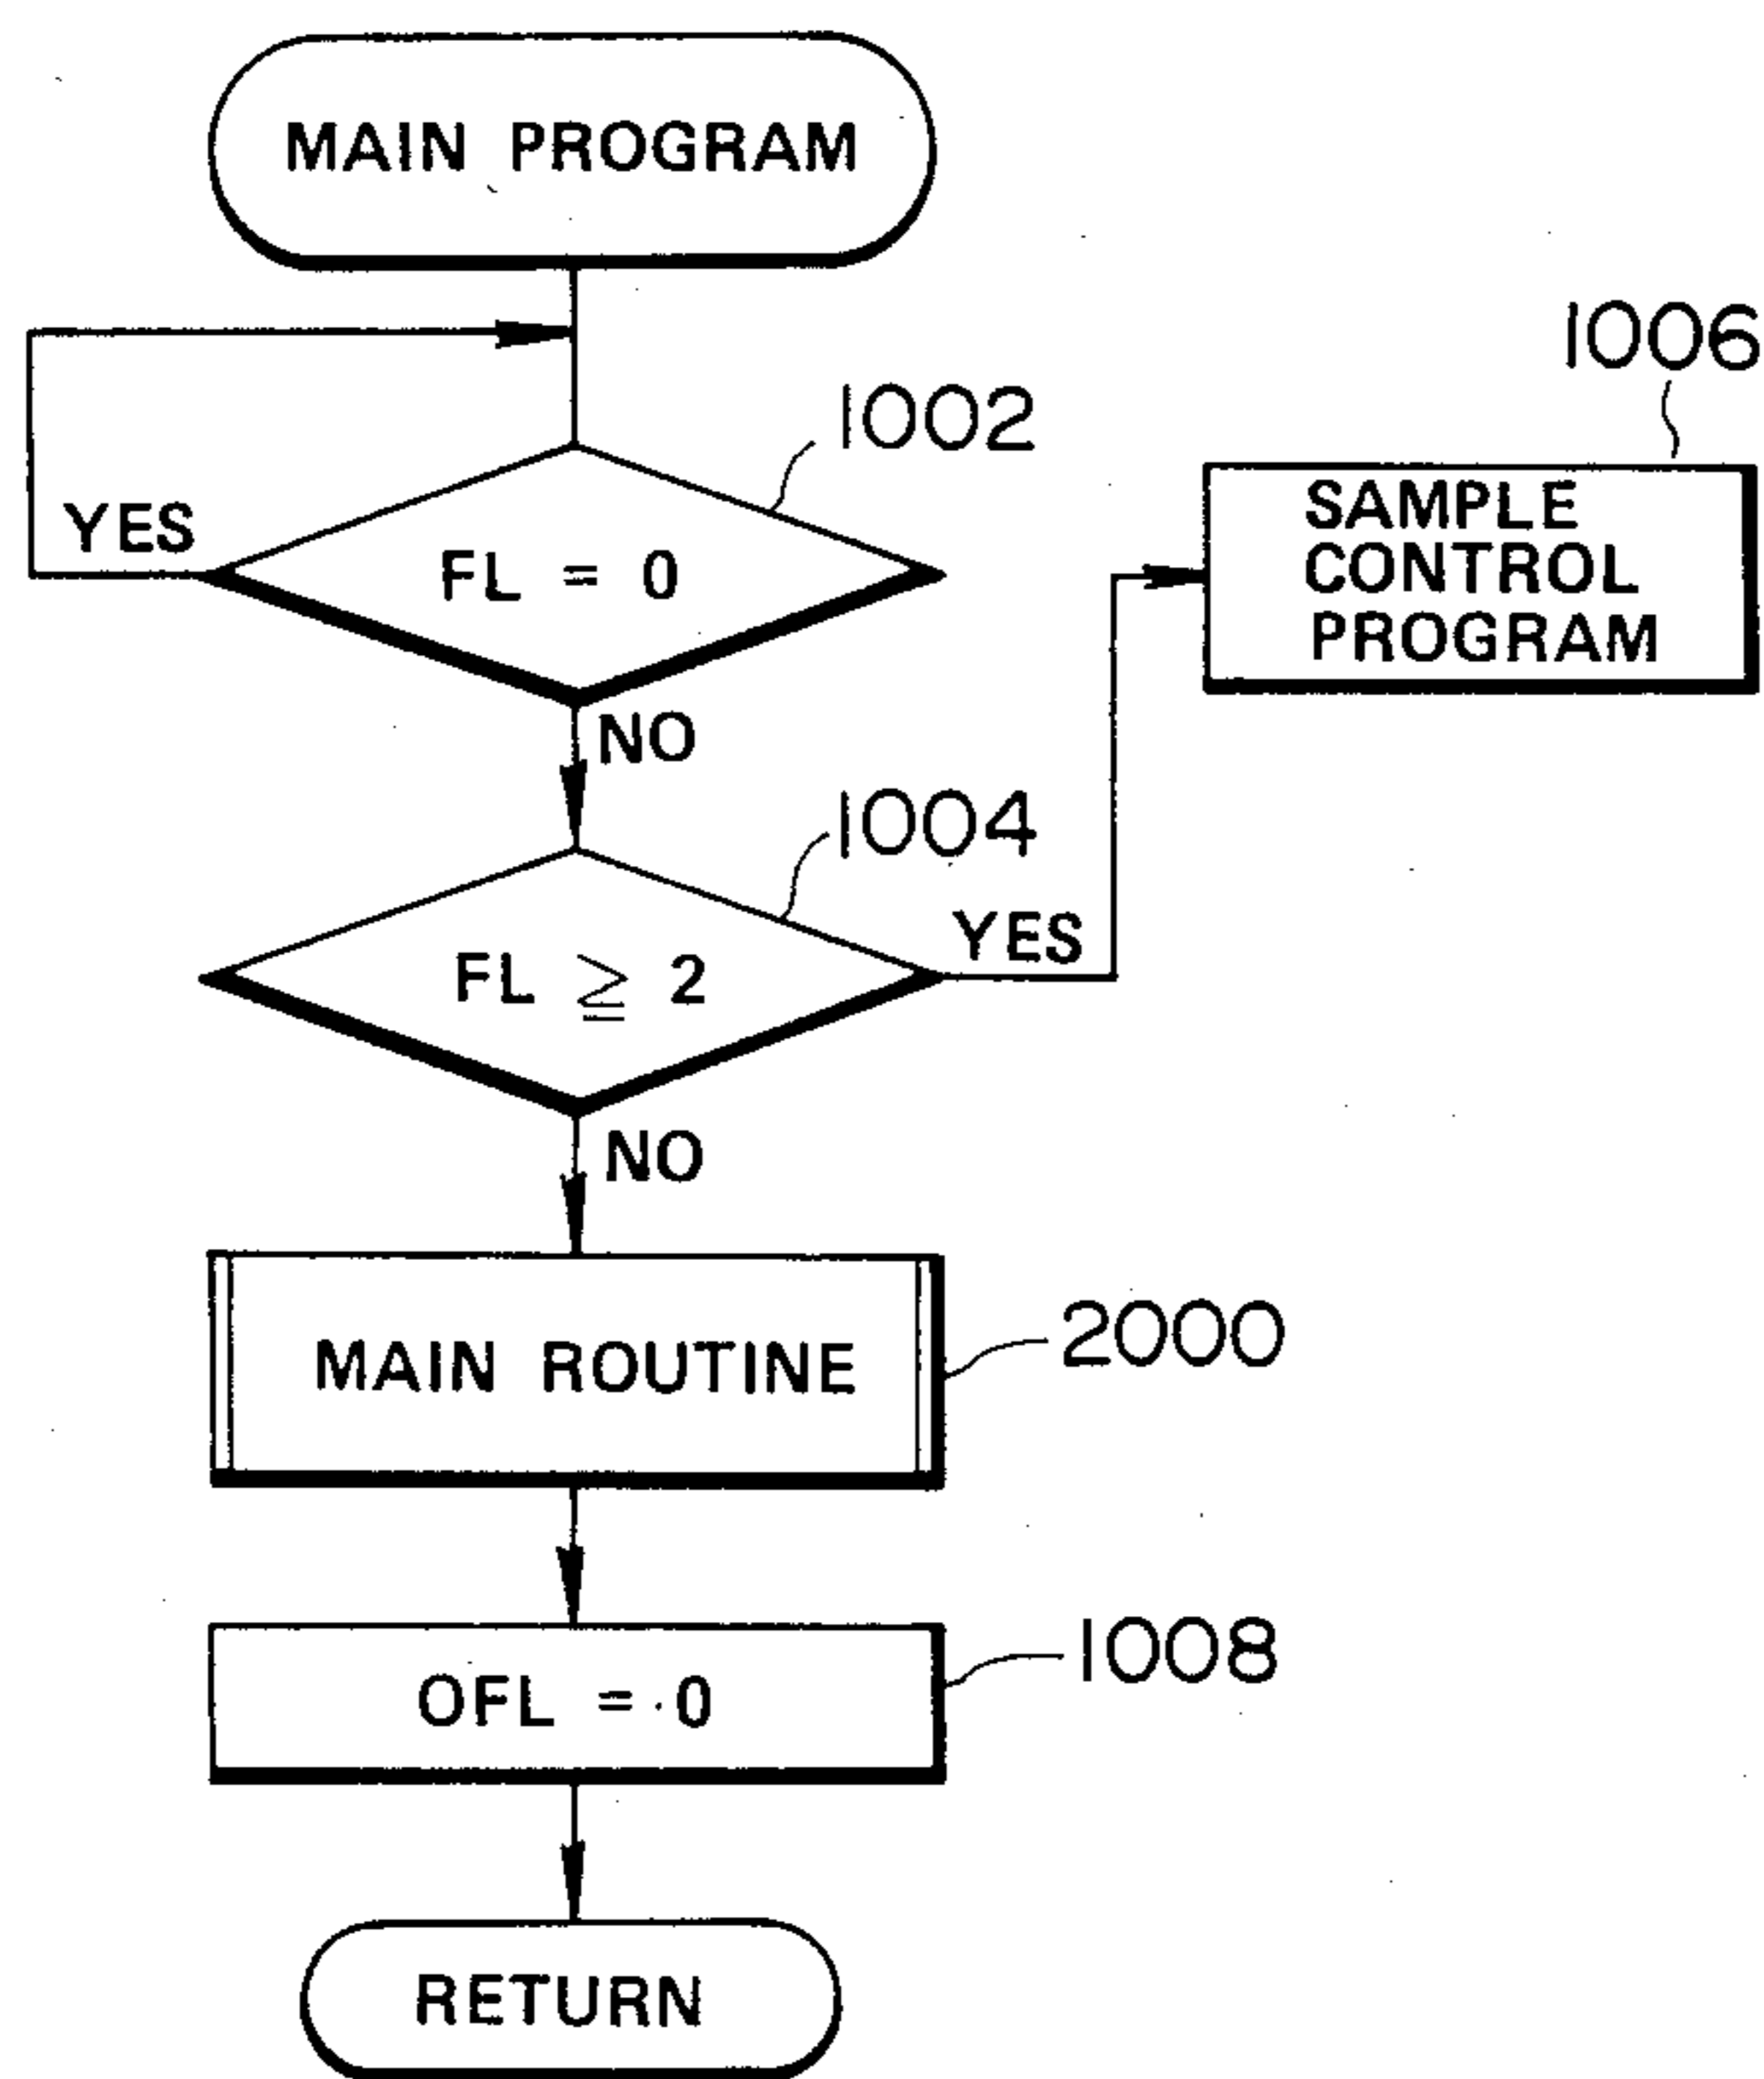 MAIN PROGRAM
1006
1002
SAMPLE
CONTROL
PROGRAM
YES
FL = 0
NO
1004
YES
FL ≧ 2
NO
MAIN ROUTINE
2000
1008
OFL = 0
RETURN